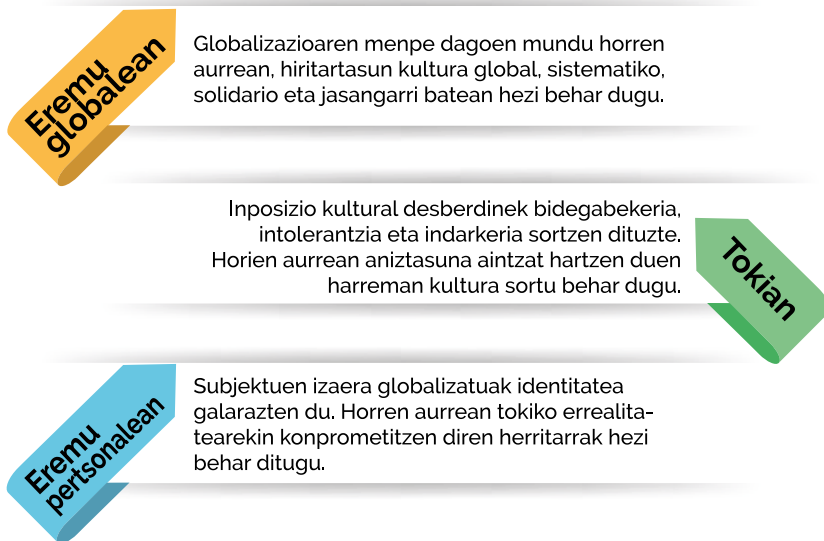 Eremu
globalean
Globalizazioaren menpe dagoen mundu horren
aurrean, hiritartasun kultura global, sistematiko,
solidario eta jasangarri batean hezi behar dugu.
Inposizio kultural desberdinek bidegabekeria,
intolerantzia eta indarkeria sortzen dituzte.
Horien aurrean aniztasuna aintzat hartzen duen
harreman kultura sortu behar dugu.
Tokian
Eremu
pertsonalean
Subjektuen izaera globalizatuak identitatea
galarazten du. Horren aurrean tokiko errealita-
tearekin konprometitzen diren herritarrak hezi
behar ditugu.